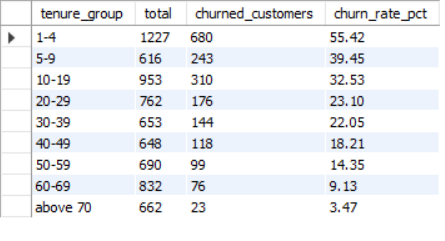 tenure_group total churned_customers churn_rate_pct
1-4 1227 680 55.42
5-9 616 243 39.45
10-19 953 310 32.53
20-29 762 176 23.10
30-39 653 144 22.05
40-49 648 118 18.21
50-59 690 99 14.35
60-69 832 76 9.13
above 70 662 23 3.47